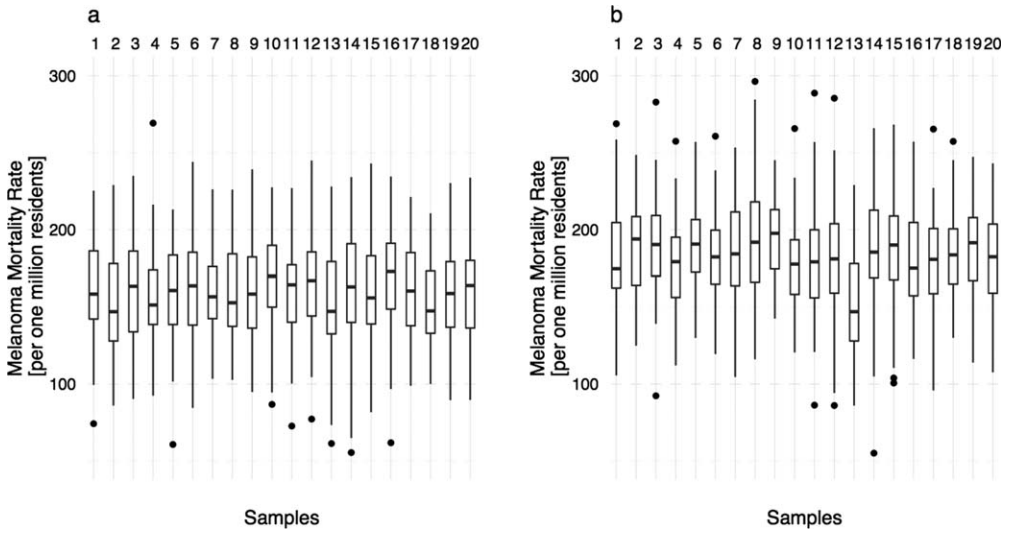 a
1 2 3 4 5 6 7 8 9 10 11 12 13 14 15 16 17 18 19 20
300
200
100
Melanoma Mortality Rate
[per one million residents]
Samples
b
1 2 3 4 5 6 7 8 9 10 11 12 13 14 15 16 17 18 19 20
300
200
100
Melanoma Mortality Rate
[per one million residents]
Samples